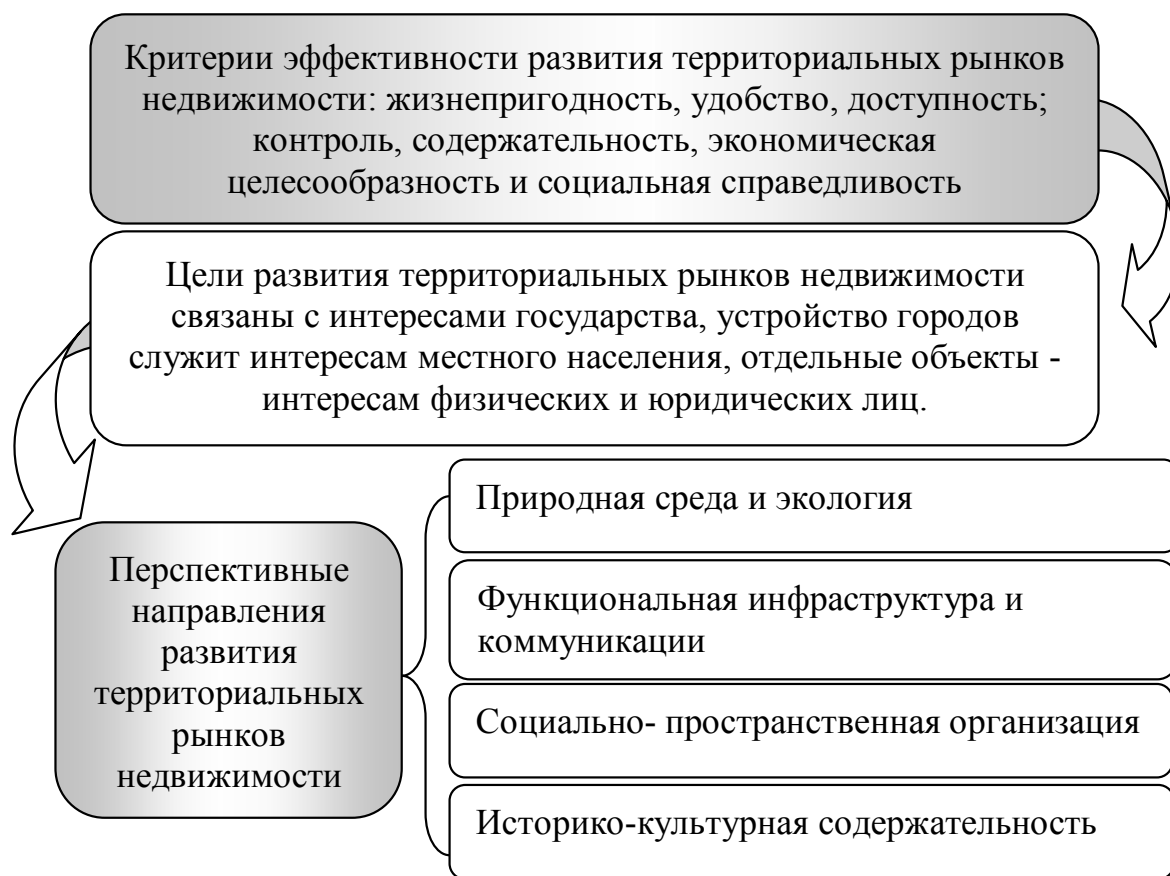 Критерии эффективности развития территориальных рынков
недвижимости: жизнепригодность, удобство, доступность;
контроль, содержательность, экономическая
целесообразность и социальная справедливость
Цели развития территориальных рынков недвижимости
связаны с интересами государства, устройство городов
служит интересам местного населения, отдельные объекты -
интересам физических и юридических лиц.
Перспективные
направления
развития
территориальных
рынков
недвижимости
Природная среда и экология
Функциональная инфраструктура и
коммуникации
Социально- пространственная организация
Историко-культурная содержательность